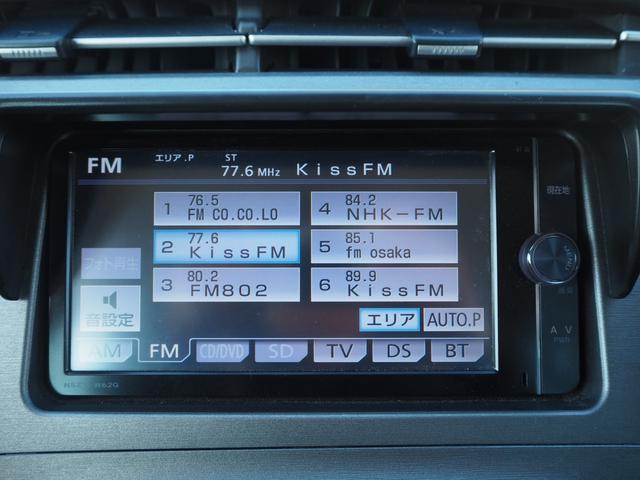 FM エリア.P ST 77.6 MHz KissFM
1 76.5 FM CO.CO.LO
4 84.2 NHK-FM
2 77.6 KissFM
5 85.1 fm osaka
3 80.2 FM802
6 89.9 KissFM
フォト再生
音設定
エリア AUTO.P
AM FM CD/DVD SD TV DS BT
現在地
AV